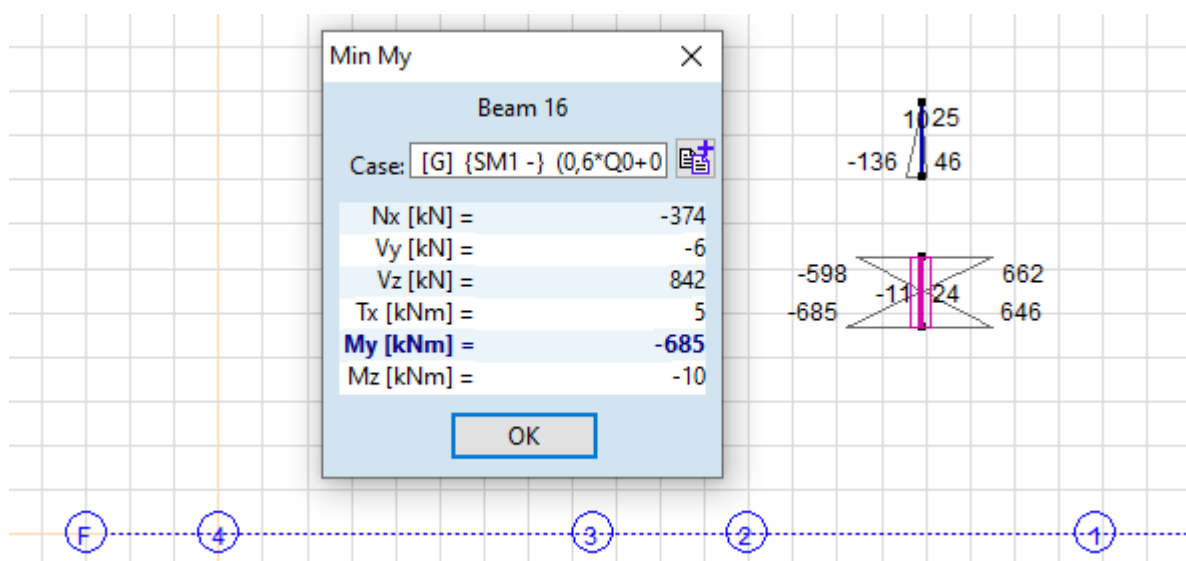 Min My
Beam 16
Case: [G] {SM1 -} (0,6*Q0+0
Nx [kN] = -374
Vy [kN] = -6
Vz [kN] = 842
Tx [kNm] = 5
My [kNm] = -685
Mz [kNm] = -10
OK
10 25
-136 46
-598 662
-11 24
-685 646
F 4 3 2 1